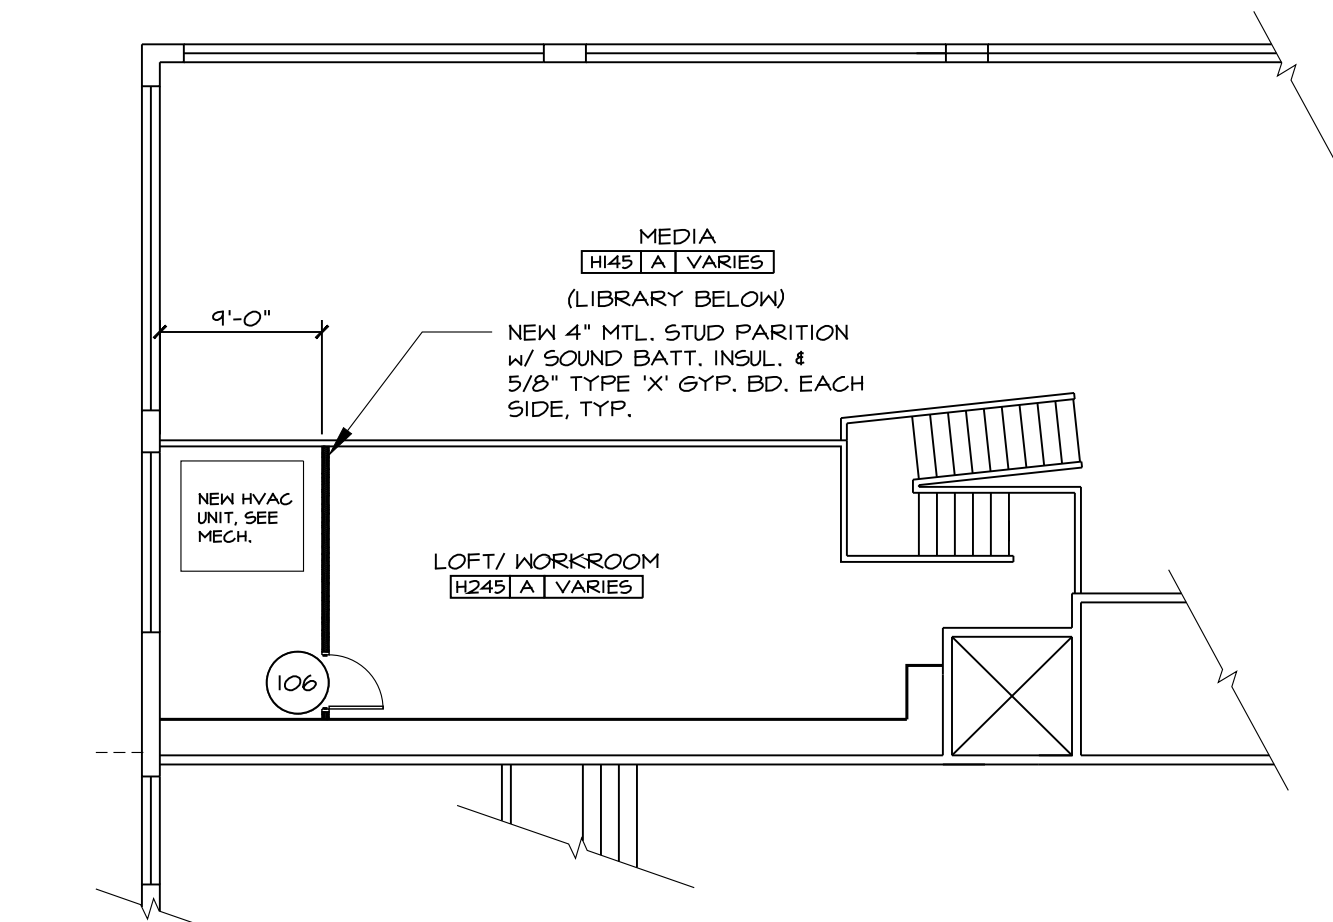 MEDIA
H145 A VARIES
(LIBRARY BELOW)
9'-0"
NEW 4" MTL. STUD PARITION
W/ SOUND BATT. INSUL. &
5/8" TYPE 'X' GYP. BD. EACH
SIDE, TYP.
NEW HVAC
UNIT, SEE
MECH.
LOFT/ WORKROOM
H245 A VARIES
106